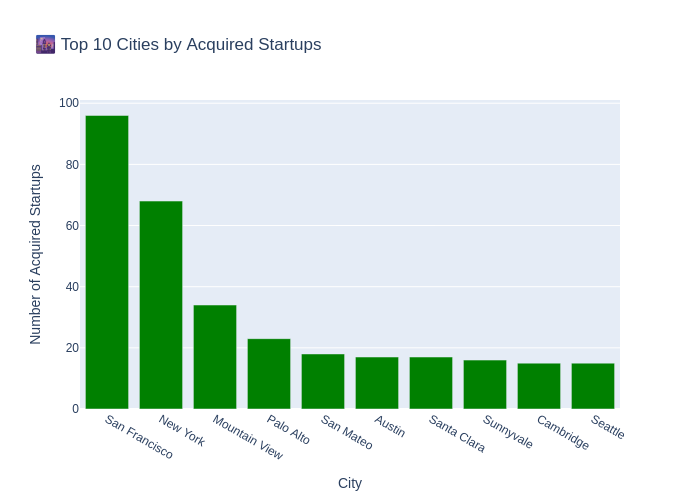 🌆 Top 10 Cities by Acquired Startups
100
80
60
40
20
0
Number of Acquired Startups
San Francisco
New York
Mountain View
Palo Alto
San Mateo
Austin
Santa Clara
Sunnyvale
Cambridge
Seattle
City